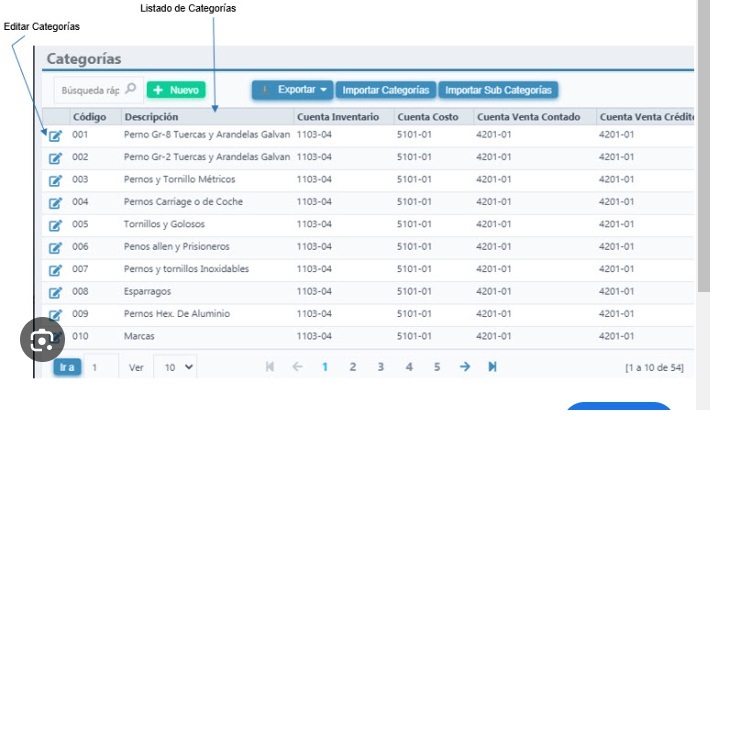 Listado de Categorías
Editar Categorías
Categorías
Búsqueda ráp + Nuevo Exportar Importar Categorías Importar Sub Categorías
Código Descripción Cuenta Inventario Cuenta Costo Cuenta Venta Contado Cuenta Venta Crédito
001 Perno Gr-8 Tuercas y Arandelas Galvan 1103-04 5101-01 4201-01 4201-01
002 Perno Gr-2 Tuercas y Arandelas Galvan 1103-04 5101-01 4201-01 4201-01
003 Pernos y Tornillo Métricos 1103-04 5101-01 4201-01 4201-01
004 Pernos Carriage o de Coche 1103-04 5101-01 4201-01 4201-01
005 Tornillos y Golosos 1103-04 5101-01 4201-01 4201-01
006 Penos allen y Prisioneros 1103-04 5101-01 4201-01 4201-01
007 Pernos y tornillos Inoxidables 1103-04 5101-01 4201-01 4201-01
008 Esparragos 1103-04 5101-01 4201-01 4201-01
009 Pernos Hex. De Aluminio 1103-04 5101-01 4201-01 4201-01
010 Marcas 1103-04 5101-01 4201-01 4201-01
Ir a 1 Ver 10 1 2 3 4 5 [1 a 10 de 54]